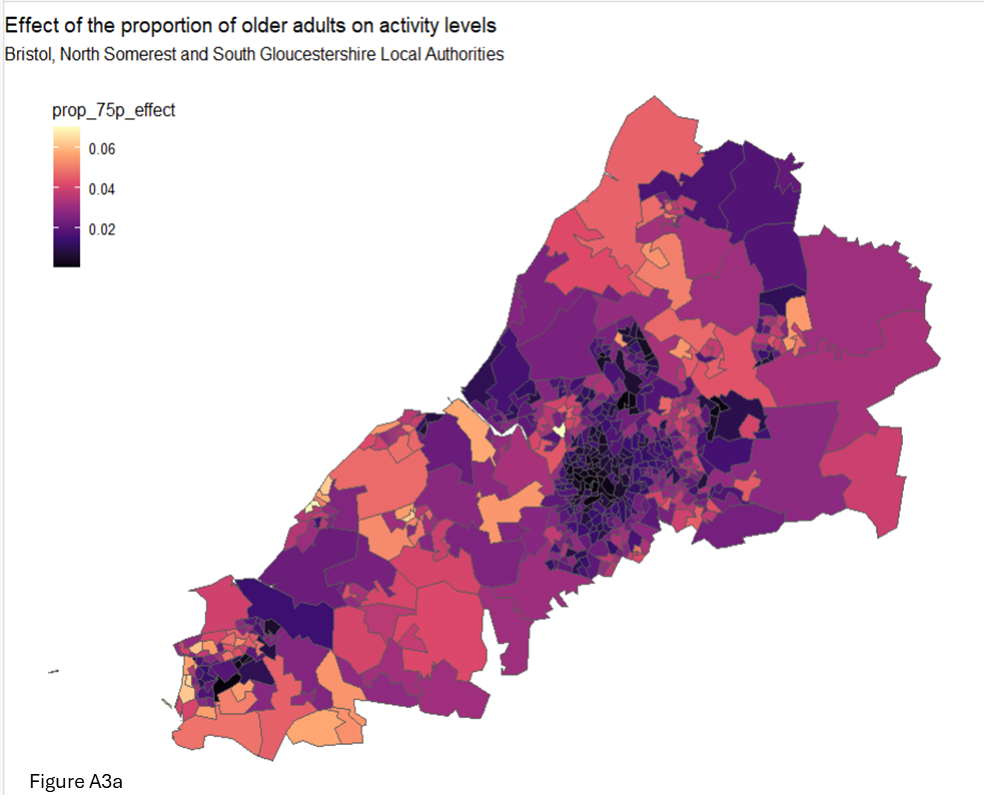 Effect of the proportion of older adults on activity levels
Bristol, North Somerest and South Gloucestershire Local Authorities
prop_75p_effect
0.06
0.04
0.02
Figure A3a